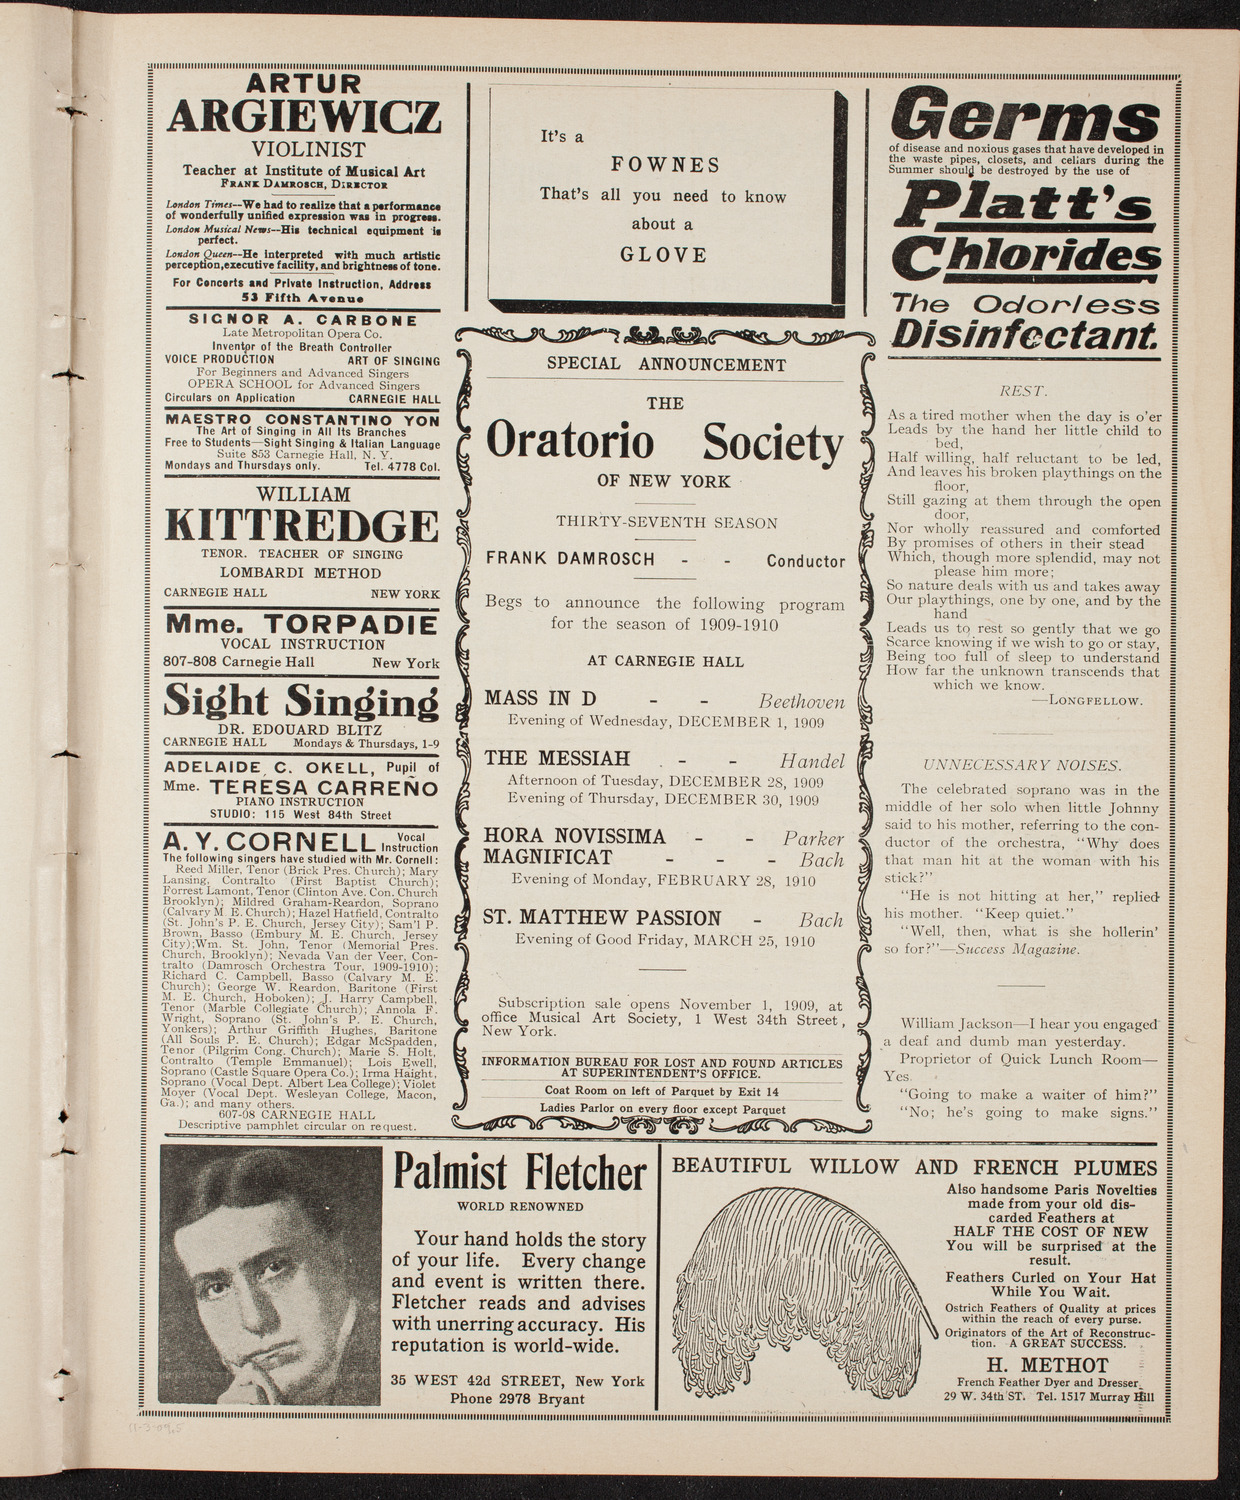 ARTUR
ARGIEWICZ
VIOLINIST
Teacher at Institute of Musical Art
FRANK DAMROSCH, DIRECTOR
London Times--We had to realize that a performance
of wonderfully unified expression was in progress.
London Musical News--His technical equipment is
perfect.
London Queen--He interpreted with much artistic
perception, executive facility, and brightness of tone.
For Concerts and Private Instruction, Address
53 Fifth Avenue
SIGNOR A. CARBONE
Late Metropolitan Opera Co.
Inventor of the Breath Controller
VOICE PRODUCTION ART OF SINGING
For Beginners and Advanced Singers
OPERA SCHOOL for Advanced Singers
Circulars on Application CARNEGIE HALL
MAESTRO CONSTANTINO YON
The Art of Singing in All Its Branches
Free to Students—Sight Singing & Italian Language
Suite 853 Carnegie Hall, N. Y.
Mondays and Thursdays only. Tel. 4778 Col.
WILLIAM
KITTREDGE
TENOR. TEACHER OF SINGING
LOMBARDI METHOD
CARNEGIE HALL NEW YORK
Mme. TORPADIE
VOCAL INSTRUCTION
807-808 Carnegie Hall New York
Sight Singing
DR. EDOUARD BLITZ
CARNEGIE HALL Mondays & Thursdays, 1-9
ADELAIDE C. OKELL, Pupil of
Mme. TERESA CARREÑO
PIANO INSTRUCTION
STUDIO: 115 West 84th Street
A. Y. CORNELL Vocal Instruction
The following singers have studied with Mr. Cornell:
Reed Miller, Tenor (Brick Pres. Church); Mary
Lansing, Contralto (First Baptist Church);
Forrest Lamont, Tenor (Clinton Ave. Con. Church
Brooklyn); Mildred Graham-Reardon, Soprano
(Calvary M. E. Church); Hazel Hatfield, Contralto
(St. John's P. E. Church, Jersey City); Sam'l P.
Brown, Basso (Embury M. E. Church, Jersey
City); Wm. St. John, Tenor (Memorial Pres.
Church, Brooklyn); Nevada Van der Veer, Con-
tralto (Damrosch Orchestra Tour, 1909-1910);
Richard C. Campbell, Basso (Calvary M. E.
Church); George W. Reardon, Baritone (First
M. E. Church, Hoboken); J. Harry Campbell,
Tenor (Marble Collegiate Church); Annola F.
Wright, Soprano (St. John's P. E. Church,
Yonkers); Arthur Griffith Hughes, Baritone
(All Souls P. E. Church); Edgar McSpadden,
Tenor (Pilgrim Cong. Church); Marie S. Holt,
Contralto (Temple Emmanuel); Lois Ewell,
Soprano (Castle Square Opera Co.); Irma Haight,
Soprano (Vocal Dept. Albert Lea College); Violet
Moyer (Vocal Dept. Wesleyan College, Macon,
Ga.); and many others.
607-08 CARNEGIE HALL
Descriptive pamphlet circular on request.
It's a
FOWNES
That's all you need to know
about a
GLOVE
SPECIAL ANNOUNCEMENT
THE
Oratorio Society
OF NEW YORK
THIRTY-SEVENTH SEASON
FRANK DAMROSCH - - Conductor
Begs to announce the following program
for the season of 1909-1910
AT CARNEGIE HALL
MASS IN D - - Beethoven
Evening of Wednesday, DECEMBER 1, 1909
THE MESSIAH - - Handel
Afternoon of Tuesday, DECEMBER 28, 1909
Evening of Thursday, DECEMBER 30, 1909
HORA NOVISSIMA - - Parker
MAGNIFICAT - - - Bach
Evening of Monday, FEBRUARY 28, 1910
ST. MATTHEW PASSION - Bach
Evening of Good Friday, MARCH 25, 1910
Subscription sale opens November 1, 1909, at
office Musical Art Society, 1 West 34th Street,
New York.
INFORMATION BUREAU FOR LOST AND FOUND ARTICLES
AT SUPERINTENDENT'S OFFICE.
Coat Room on left of Parquet by Exit 14
Ladies Parlor on every floor except Parquet
Germs
of disease and noxious gases that have developed in
the waste pipes, closets, and cellars during the
Summer should be destroyed by the use of
Platt's
Chlorides
The Odorless
Disinfectant.
REST.
As a tired mother when the day is o'er
Leads by the hand her little child to
bed,
Half willing, half reluctant to be led,
And leaves his broken playthings on the
floor,
Still gazing at them through the open
door,
Nor wholly reassured and comforted
By promises of others in their stead
Which, though more splendid, may not
please him more;
So nature deals with us and takes away
Our playthings, one by one, and by the
hand
Leads us to rest so gently that we go
Scarce knowing if we wish to go or stay,
Being too full of sleep to understand
How far the unknown transcends that
which we know.
—LONGFELLOW.
UNNECESSARY NOISES.
The celebrated soprano was in the
middle of her solo when little Johnny
said to his mother, referring to the con-
ductor of the orchestra, "Why does
that man hit at the woman with his
stick?"
"He is not hitting at her," replied
his mother. "Keep quiet."
"Well, then, what is she hollerin'
so for?"—Success Magazine.
William Jackson—I hear you engaged
a deaf and dumb man yesterday.
Proprietor of Quick Lunch Room—
Yes.
"Going to make a waiter of him?"
"No; he's going to make signs."
Palmist Fletcher
WORLD RENOWNED
Your hand holds the story
of your life. Every change
and event is written there.
Fletcher reads and advises
with unerring accuracy. His
reputation is world-wide.
35 WEST 42d STREET, New York
Phone 2978 Bryant
BEAUTIFUL WILLOW AND FRENCH PLUMES
Also handsome Paris Novelties
made from your old dis-
carded Feathers at
HALF THE COST OF NEW
You will be surprised at the
result.
Feathers Curled on Your Hat
While You Wait.
Ostrich Feathers of Quality at prices
within the reach of every purse.
Originators of the Art of Reconstruc-
tion. A GREAT SUCCESS.
H. METHOT
French Feather Dyer and Dresser
29 W. 34th ST. Tel. 1517 Murray Hill